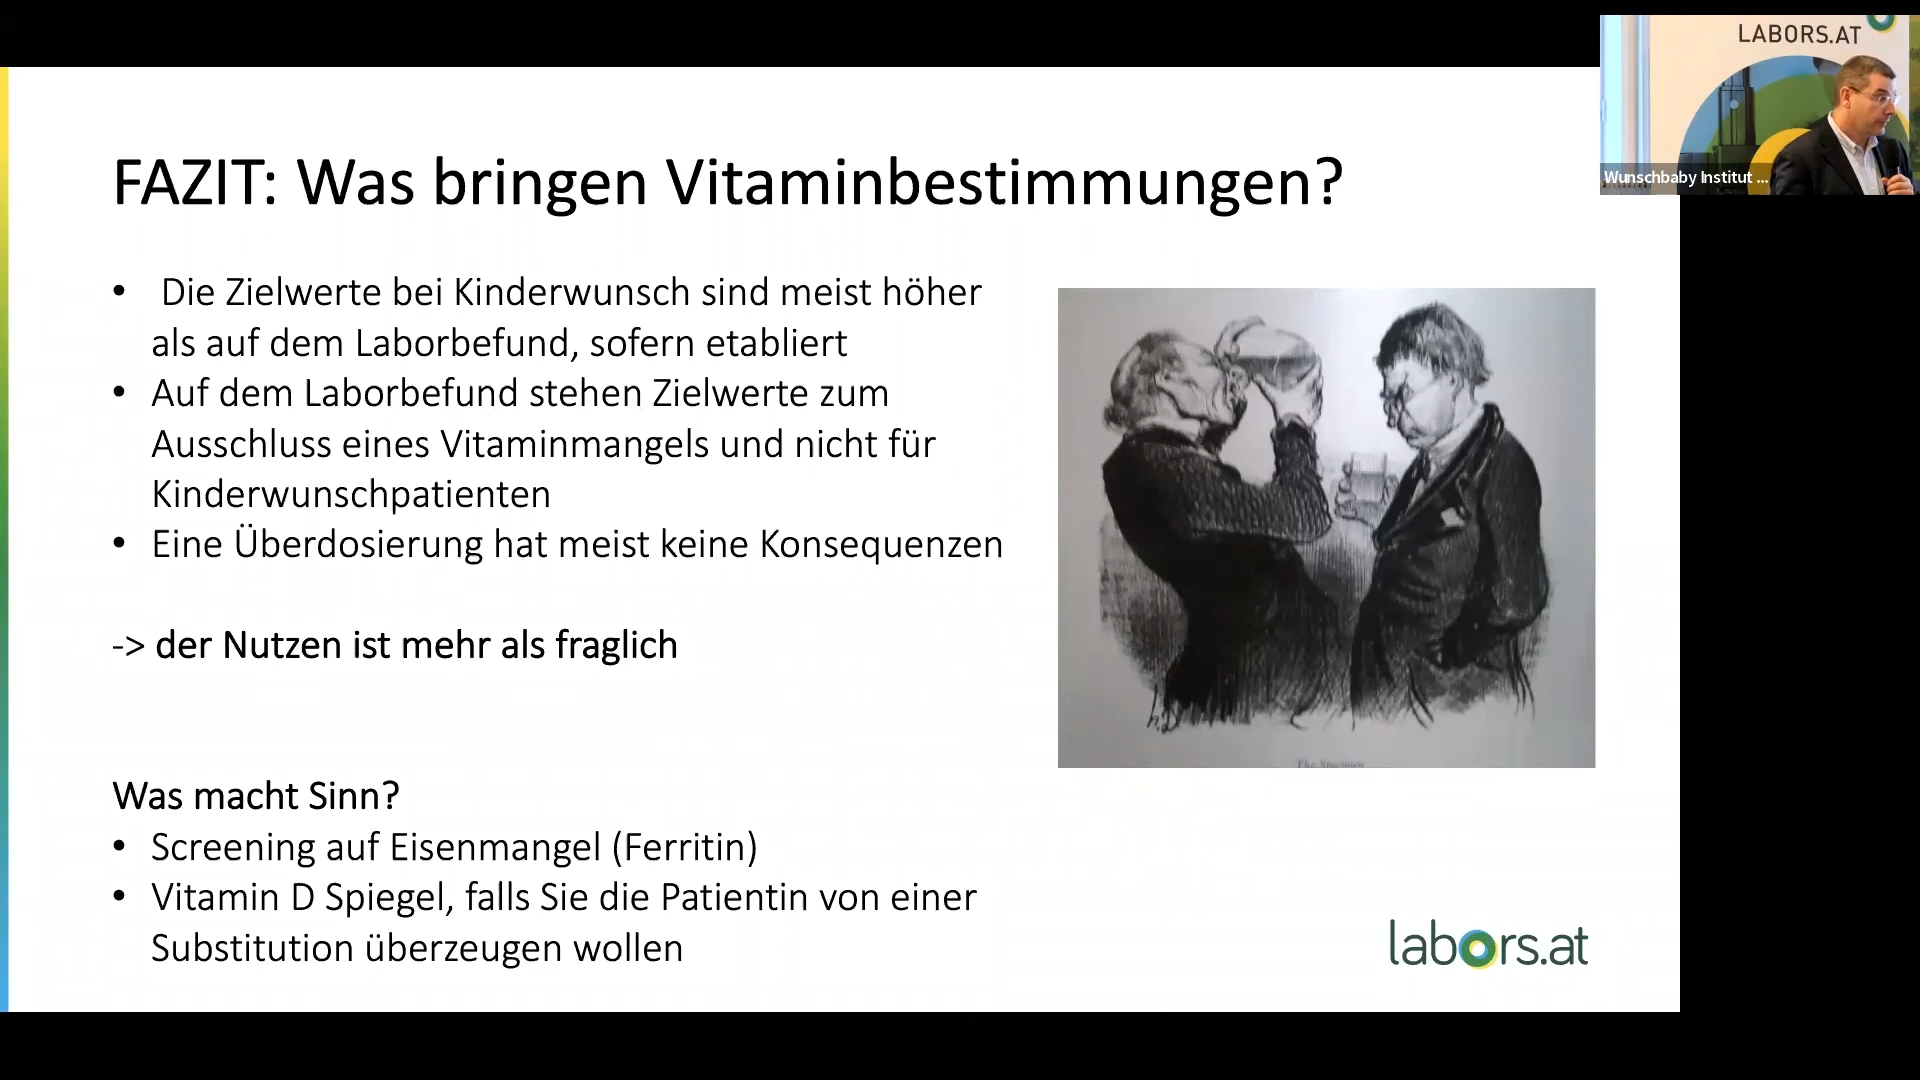 LABORS.AT
Wunschbaby Institut ...
FAZIT: Was bringen Vitaminbestimmungen?
• Die Zielwerte bei Kinderwunsch sind meist höher
als auf dem Laborbefund, sofern etabliert
• Auf dem Laborbefund stehen Zielwerte zum
Ausschluss eines Vitaminmangels und nicht für
Kinderwunschpatienten
• Eine Überdosierung hat meist keine Konsequenzen
-> der Nutzen ist mehr als fraglich
The Specimen
Was macht Sinn?
• Screening auf Eisenmangel (Ferritin)
• Vitamin D Spiegel, falls Sie die Patientin von einer
Substitution überzeugen wollen
labors.at